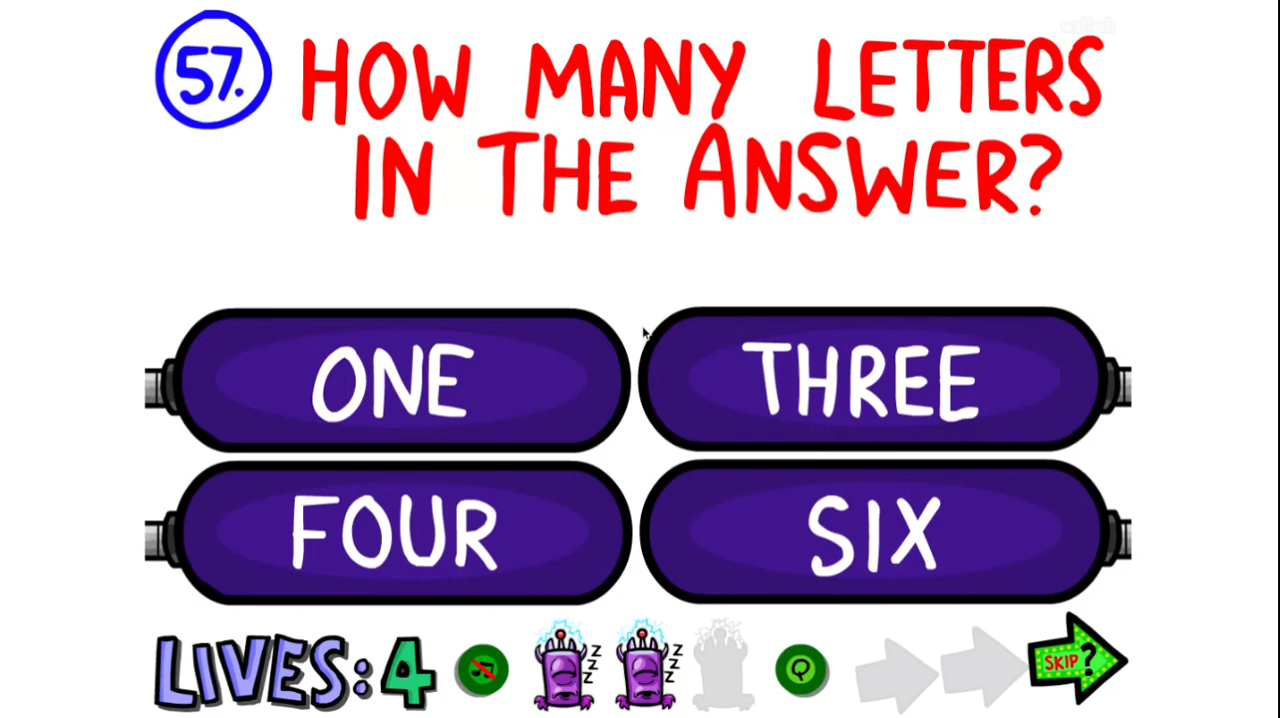 57. HOW MANY LETTERS
IN THE ANSWER?
ONE
THREE
FOUR
SIX
LIVES: 4
Z
Z
Z
Z
Z
Z
SKIP?